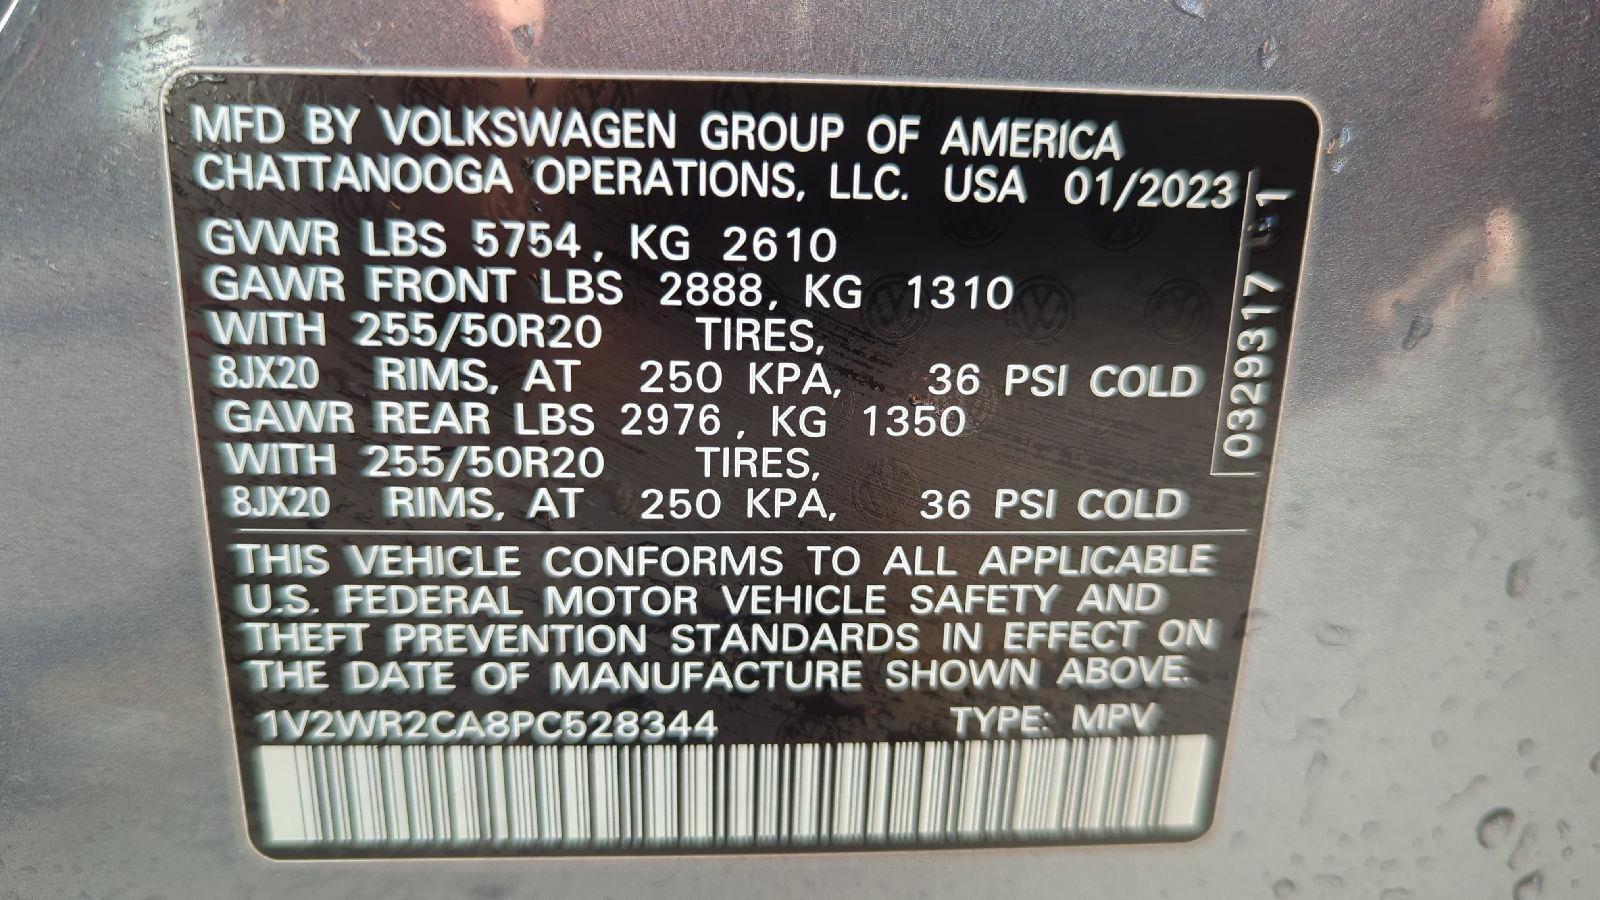 MFD BY VOLKSWAGEN GROUP OF AMERICA
CHATTANOOGA OPERATIONS, LLC. USA 01/2023
GVWR LBS 5754, KG 2610
GAWR FRONT LBS 2888, KG 1310
WITH 255/50R20 TIRES,
8JX20 RIMS, AT 250 KPA, 36 PSI COLD
GAWR REAR LBS 2976, KG 1350
WITH 255/50R20 TIRES,
8JX20 RIMS, AT 250 KPA, 36 PSI COLD
THIS VEHICLE CONFORMS TO ALL APPLICABLE
U.S. FEDERAL MOTOR VEHICLE SAFETY AND
THEFT PREVENTION STANDARDS IN EFFECT ON
THE DATE OF MANUFACTURE SHOWN ABOVE.
1V2WR2CA8PC528344 TYPE: MPV
0329317 1